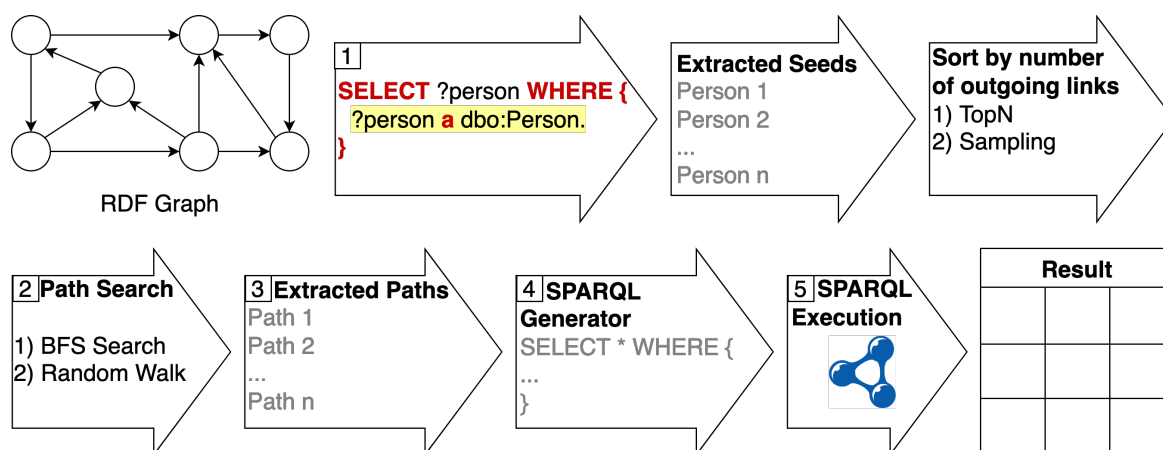 RDF Graph
1
SELECT ?person WHERE {
?person a dbo:Person.
}
Extracted Seeds
Person 1
Person 2
...
Person n
Sort by number
of outgoing links
1) TopN
2) Sampling
2 Path Search
1) BFS Search
2) Random Walk
3 Extracted Paths
Path 1
Path 2
...
Path n
4 SPARQL
Generator
SELECT * WHERE {
...
}
5 SPARQL
Execution
Result